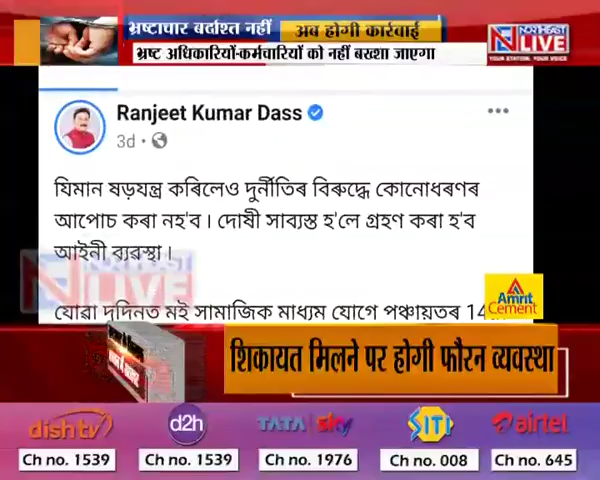 भ्रष्टाचार बर्दाश्त नहीं
अब होगी कार्रवाई
भ्रष्ट अधिकारियों-कर्मचारियों को नहीं बख्शा जाएगा
NORTHEAST
LIVE
YOUR STATION. YOUR VOICE
Ranjeet Kumar Dass
3d
যিমান ষড়যন্ত্ৰ কৰিলেও দুৰ্নীতিৰ বিৰুদ্ধে কোনোধৰণৰ
আপোচ কৰা নহ'ব । দোষী সাব্যস্ত হ'লে গ্ৰহণ কৰা হ'ব
আইনী ব্যৱস্থা ।
NORTHEAST
LIVE
যোৱা দুদিনত মই সামাজিক মাধ্যম যোগে পঞ্চায়তৰ 14
Amrit
Cement
शिकायत मिलने पर होगी फौरन व्यवस्था
dishtv
d2h
TATA sky
SITI
airtel
Ch no. 1539
Ch no. 1539
Ch no. 1976
Ch no. 008
Ch no. 645